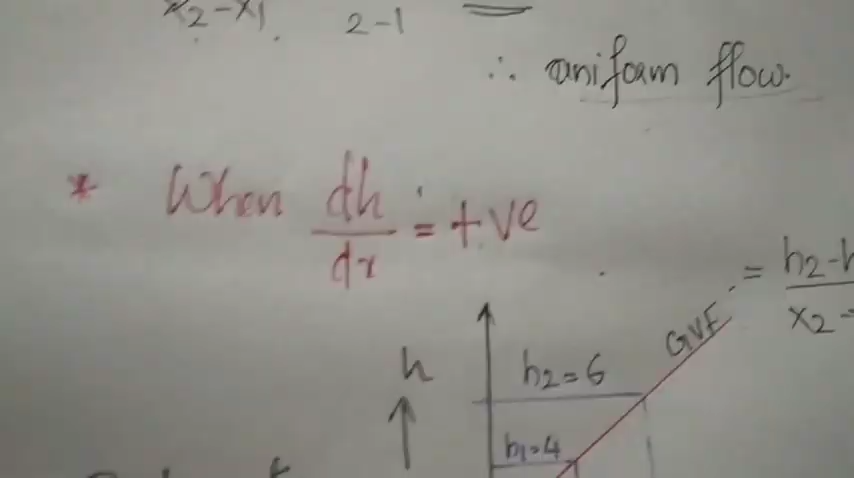 x2-x1 2-1
∴ uniform flow.
* When dh/dx = +ve
= h2-h
x2-
GVF
h
h2=6
h1=4